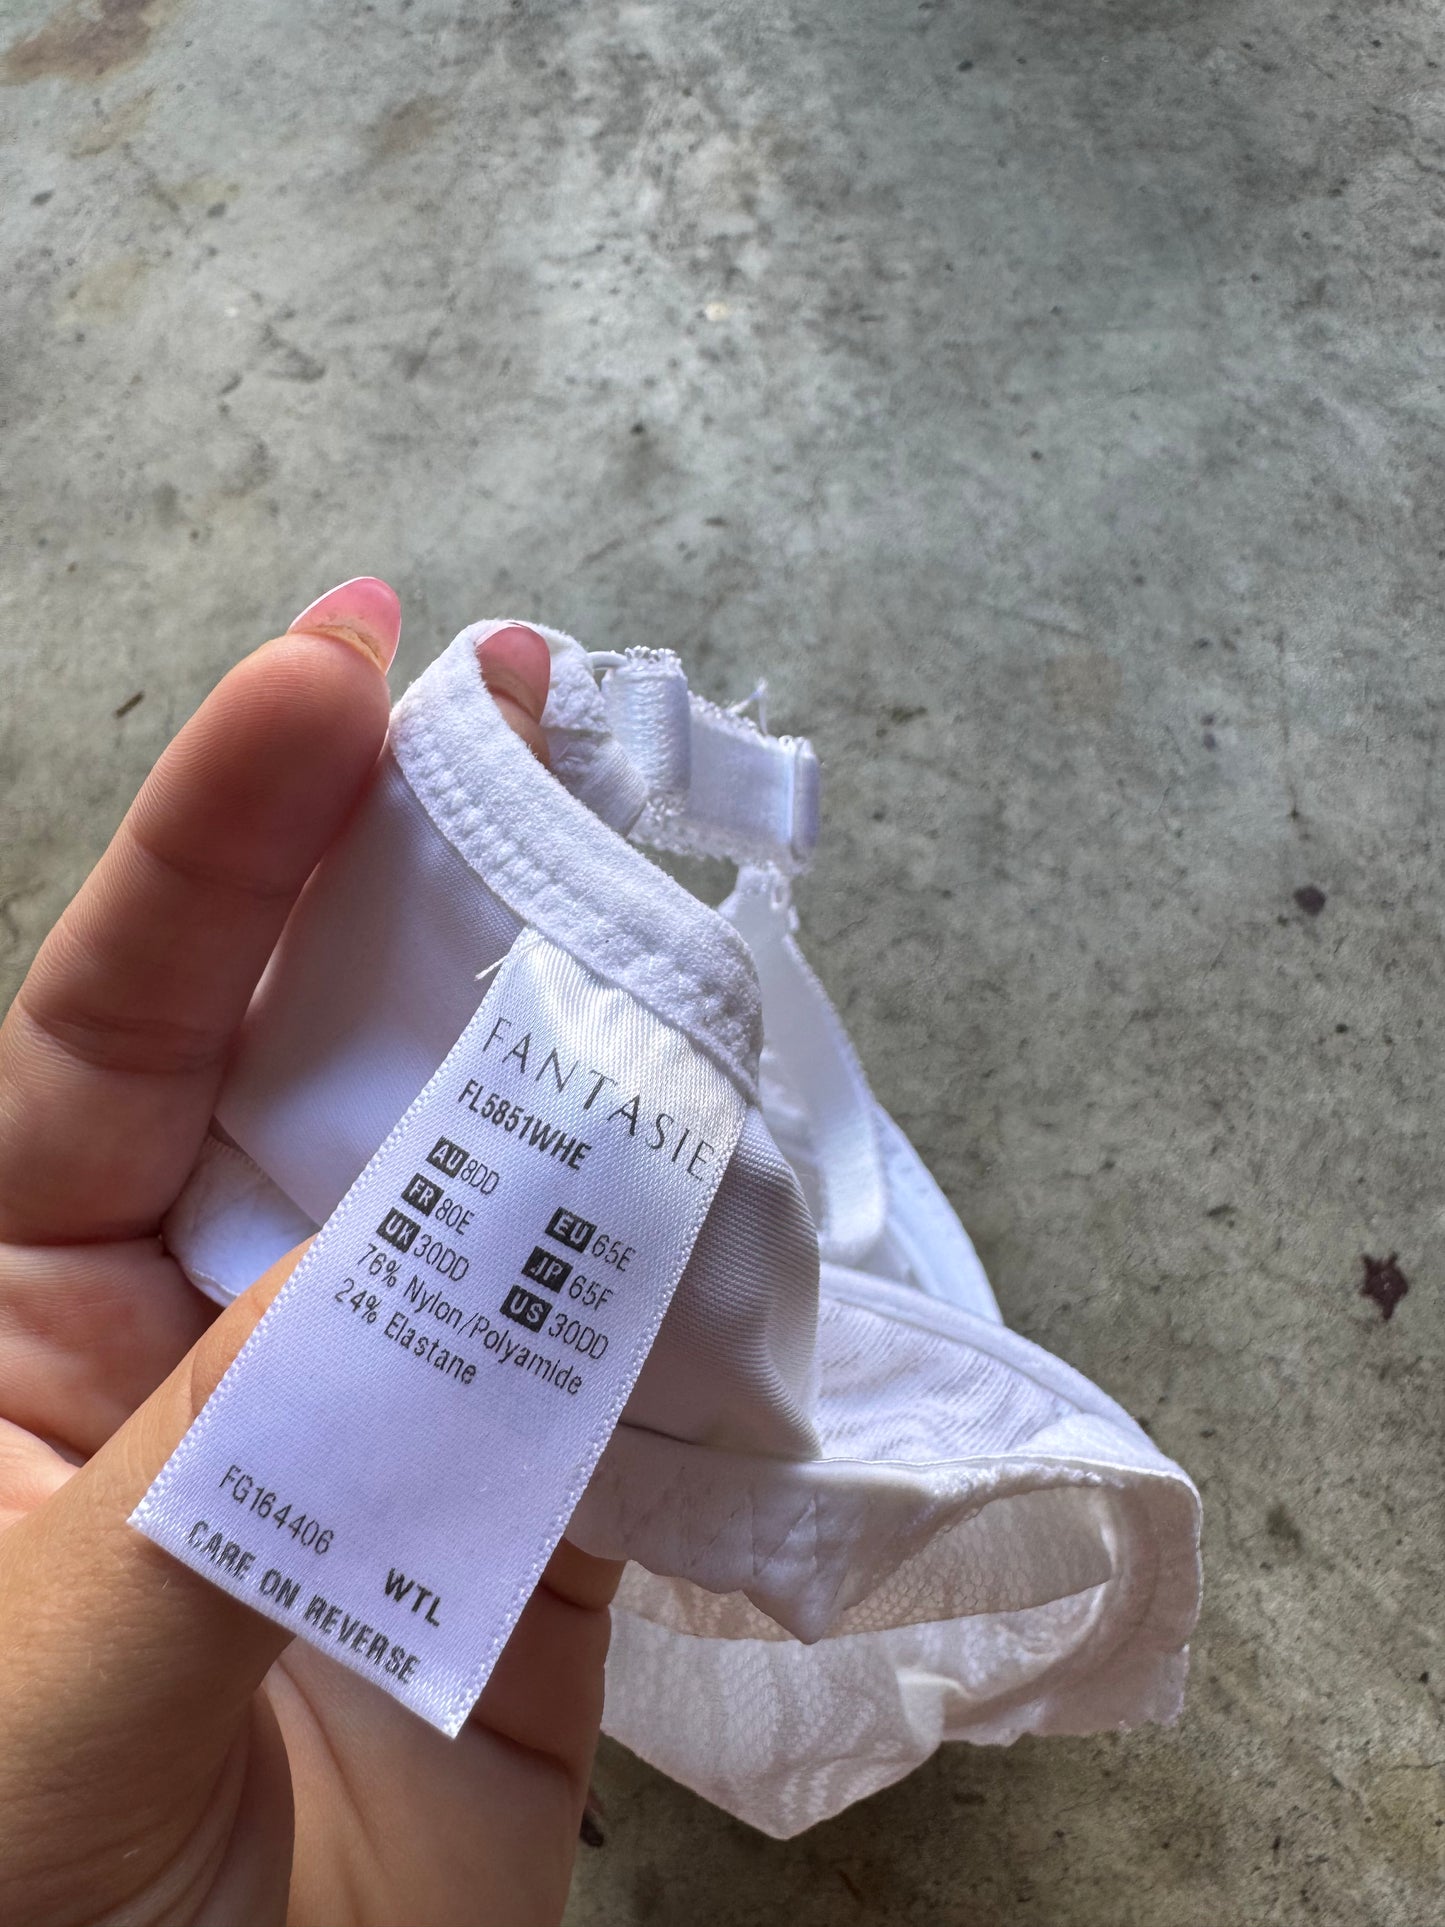 FANTASIE
FL5851WHE
AU 8DD
FR 80E EU 65E
UK 30DD JP 65F
76% Nylon/Polyamide US 30DD
24% Elastane
FG164406 WTL
CARE ON REVERSE